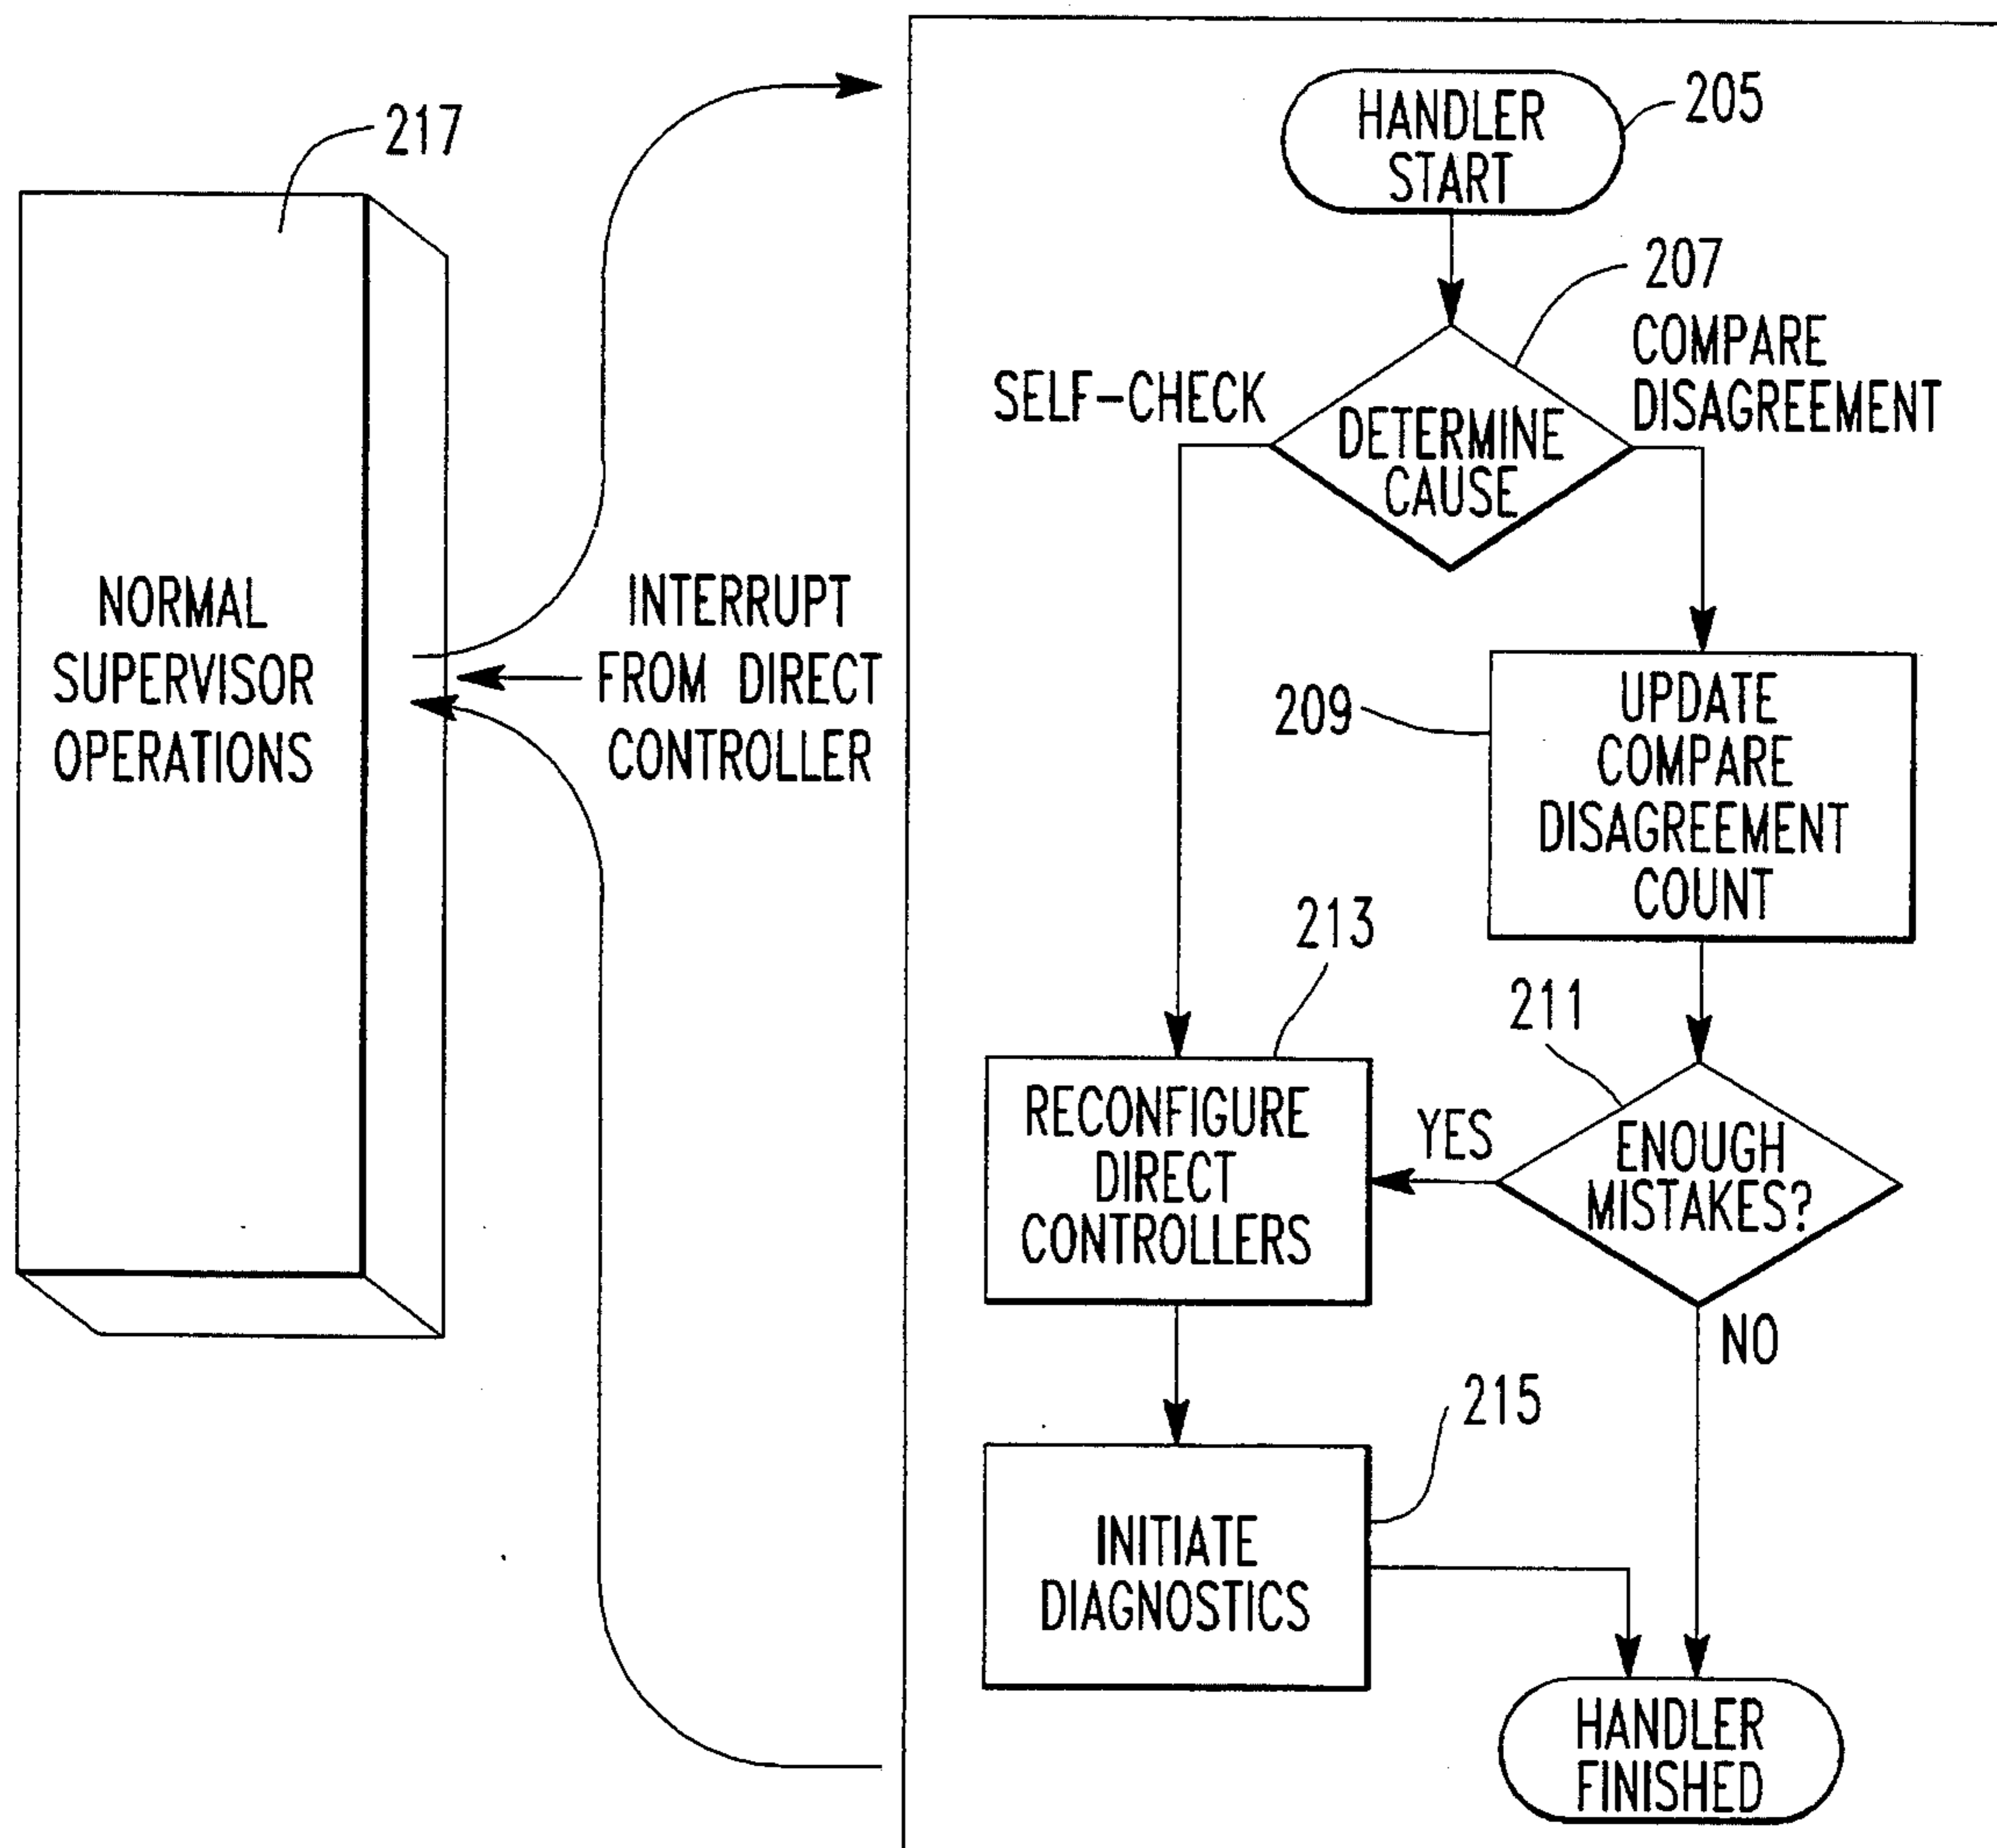 217
NORMAL
SUPERVISOR
OPERATIONS
INTERRUPT
FROM DIRECT
CONTROLLER
HANDLER
START
205
207
SELF-CHECK
COMPARE
DISAGREEMENT
DETERMINE
CAUSE
209
UPDATE
COMPARE
DISAGREEMENT
COUNT
213
211
RECONFIGURE
DIRECT
CONTROLLERS
YES
ENOUGH
MISTAKES?
NO
215
INITIATE
DIAGNOSTICS
HANDLER
FINISHED